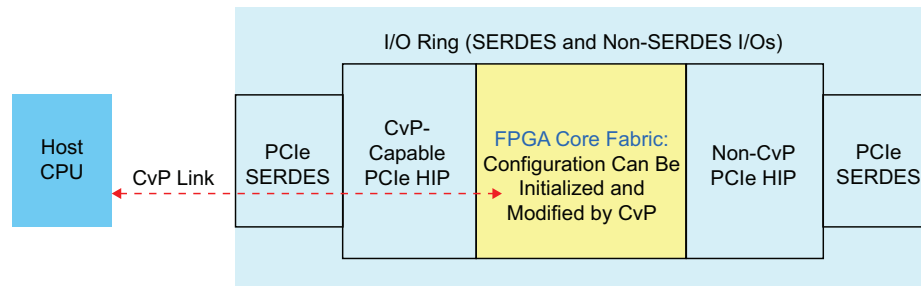 I/O Ring (SERDES and Non-SERDES I/Os)
Host
CPU
CvP Link
PCIe
SERDES
CvP-
Capable
PCIe HIP
FPGA Core Fabric:
Configuration Can Be
Initialized and
Modified by CvP
Non-CvP
PCIe HIP
PCIe
SERDES